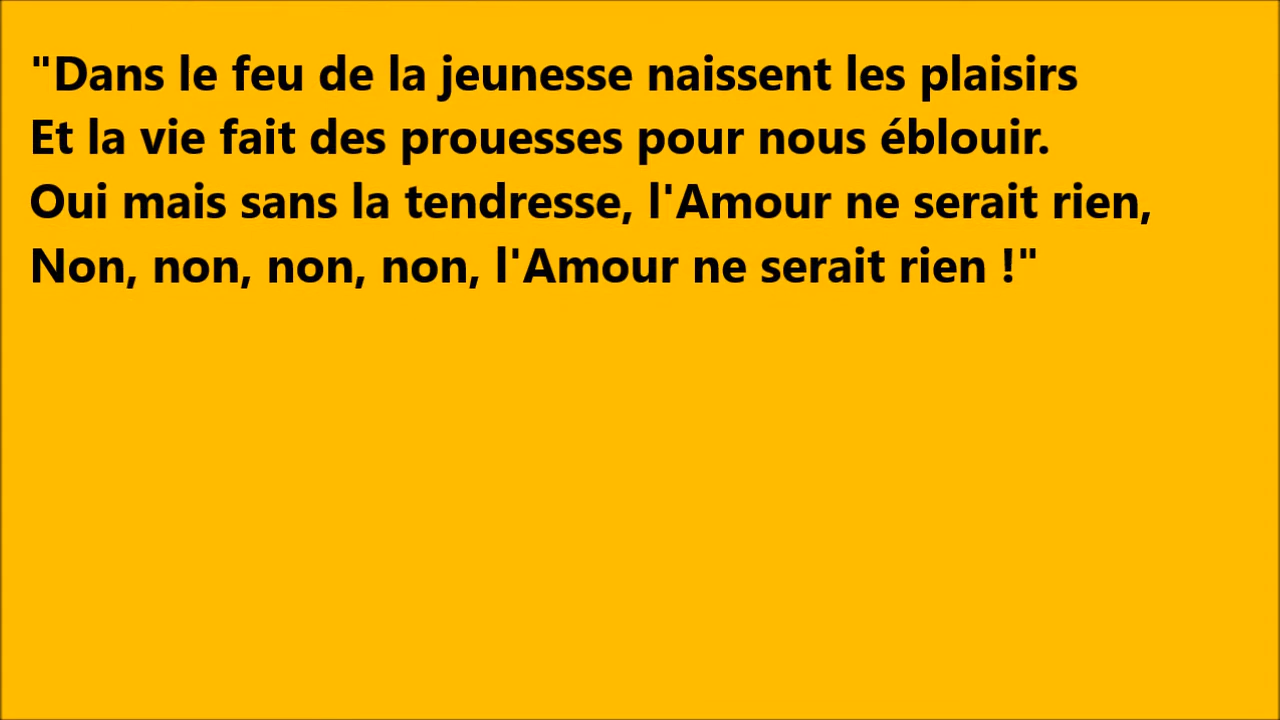 "Dans le feu de la jeunesse naissent les plaisirs
Et la vie fait des prouesses pour nous éblouir.
Oui mais sans la tendresse, l'Amour ne serait rien,
Non, non, non, non, l'Amour ne serait rien !"